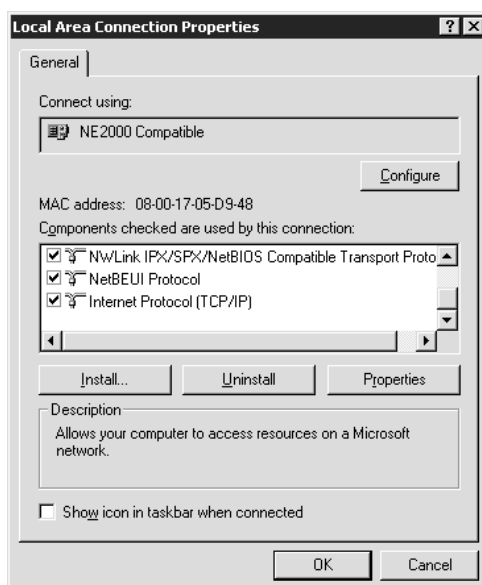 Local Area Connection Properties
General
Connect using:
NE2000 Compatible
Configure
MAC address: 08-00-17-05-D9-48
Components checked are used by this connection:
NWLink IPX/SPX/NetBIOS Compatible Transport Proto
NetBEUI Protocol
Internet Protocol (TCP/IP)
Install... Uninstall Properties
Description
Allows your computer to access resources on a Microsoft
network.
Show icon in taskbar when connected
OK Cancel